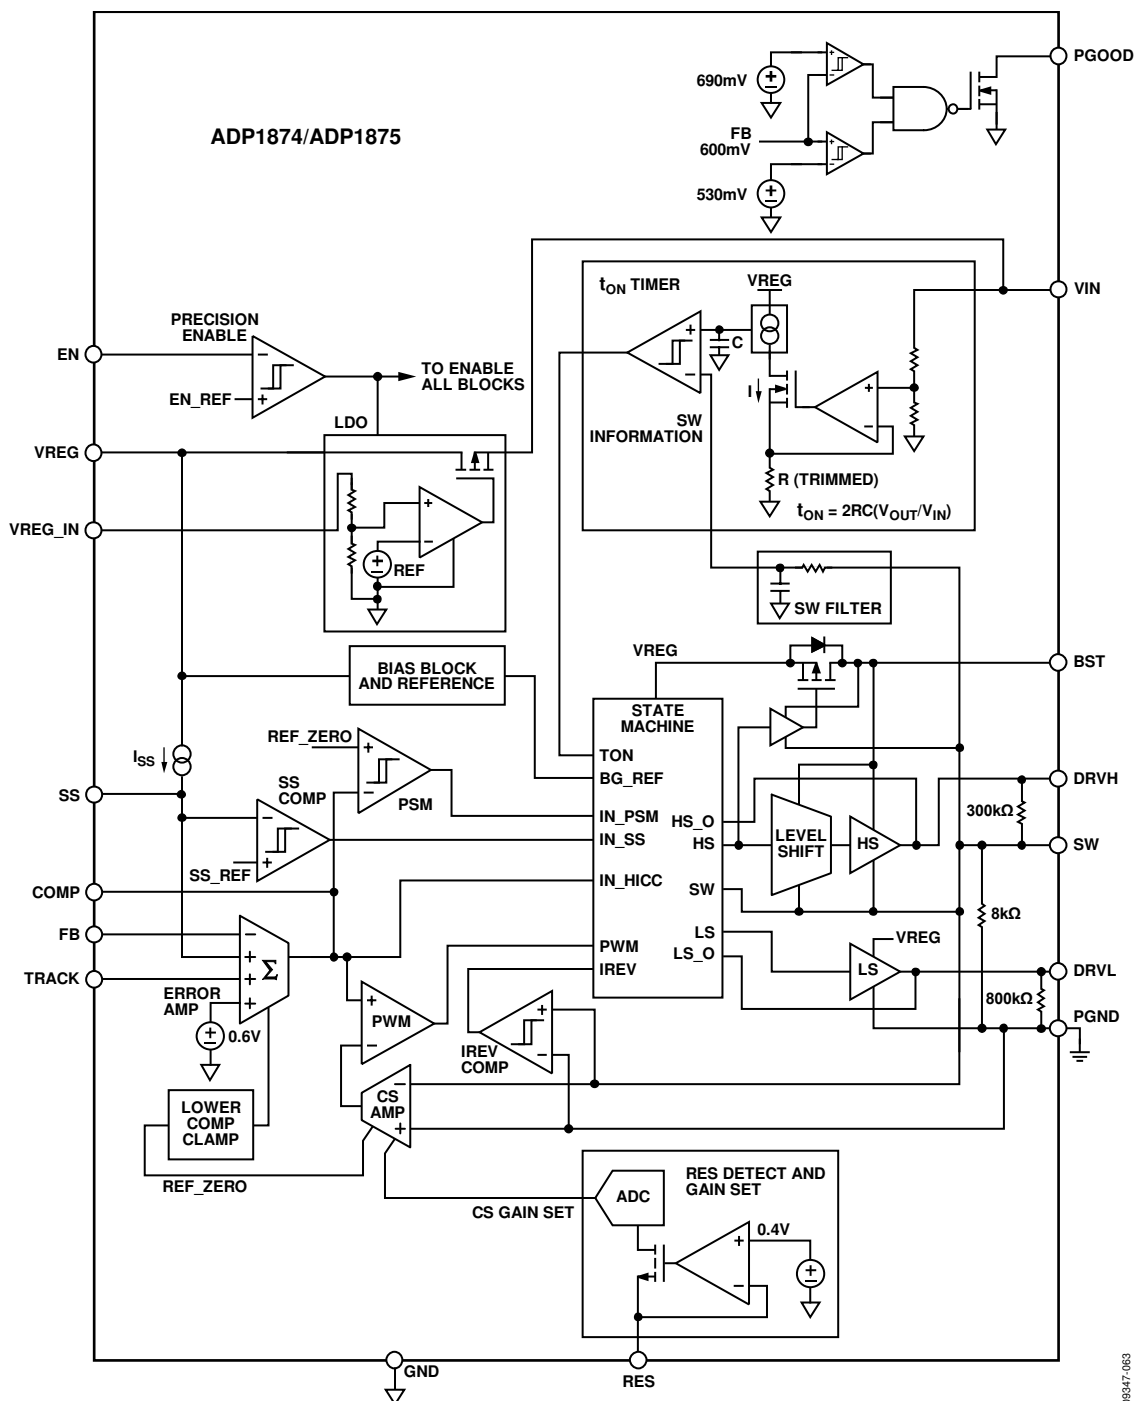 PGOOD
690mV
ADP1874/ADP1875
FB
600mV
530mV
tON TIMER
VREG
VIN
PRECISION
ENABLE
EN
C
TO ENABLE
ALL BLOCKS
EN_REF
I
SW
INFORMATION
LDO
VREG
R (TRIMMED)
VREG_IN
tON = 2RC(VOUT/VIN)
REF
SW FILTER
VREG
BST
BIAS BLOCK
AND REFERENCE
STATE
MACHINE
REF_ZERO
ISS
TON
BG_REF
DRVH
SS
SS
COMP
PSM
IN_PSM
HS_O
300kΩ
IN_SS
HS
LEVEL
SHIFT
HS
SW
SS_REF
COMP
IN_HICC
SW
8kΩ
FB
LS
VREG
Σ
PWM
LS_O
LS
TRACK
IREV
DRVL
ERROR
AMP
800kΩ
0.6V
PWM
IREV
COMP
PGND
CS
AMP
LOWER
COMP
CLAMP
REF_ZERO
RES DETECT AND
GAIN SET
ADC
CS GAIN SET
0.4V
GND
RES
09347-063